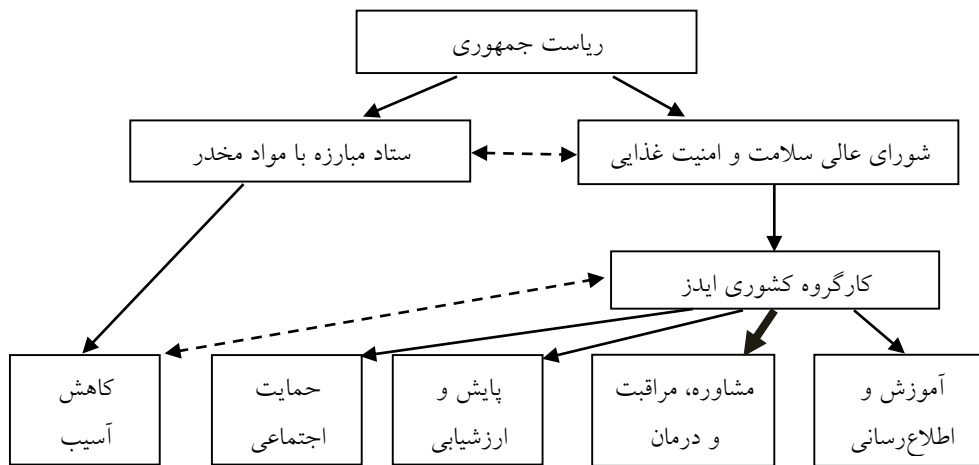 ریاست جمهوری
شورای عالی سلامت و امنیت غذایی
ستاد مبارزه با مواد مخدر
کارگروه کشوری ایدز
آموزش و
اطلاع‌رسانی
مشاوره، مراقبت
و درمان
پایش و
ارزشیابی
حمایت
اجتماعی
کاهش
آسیب